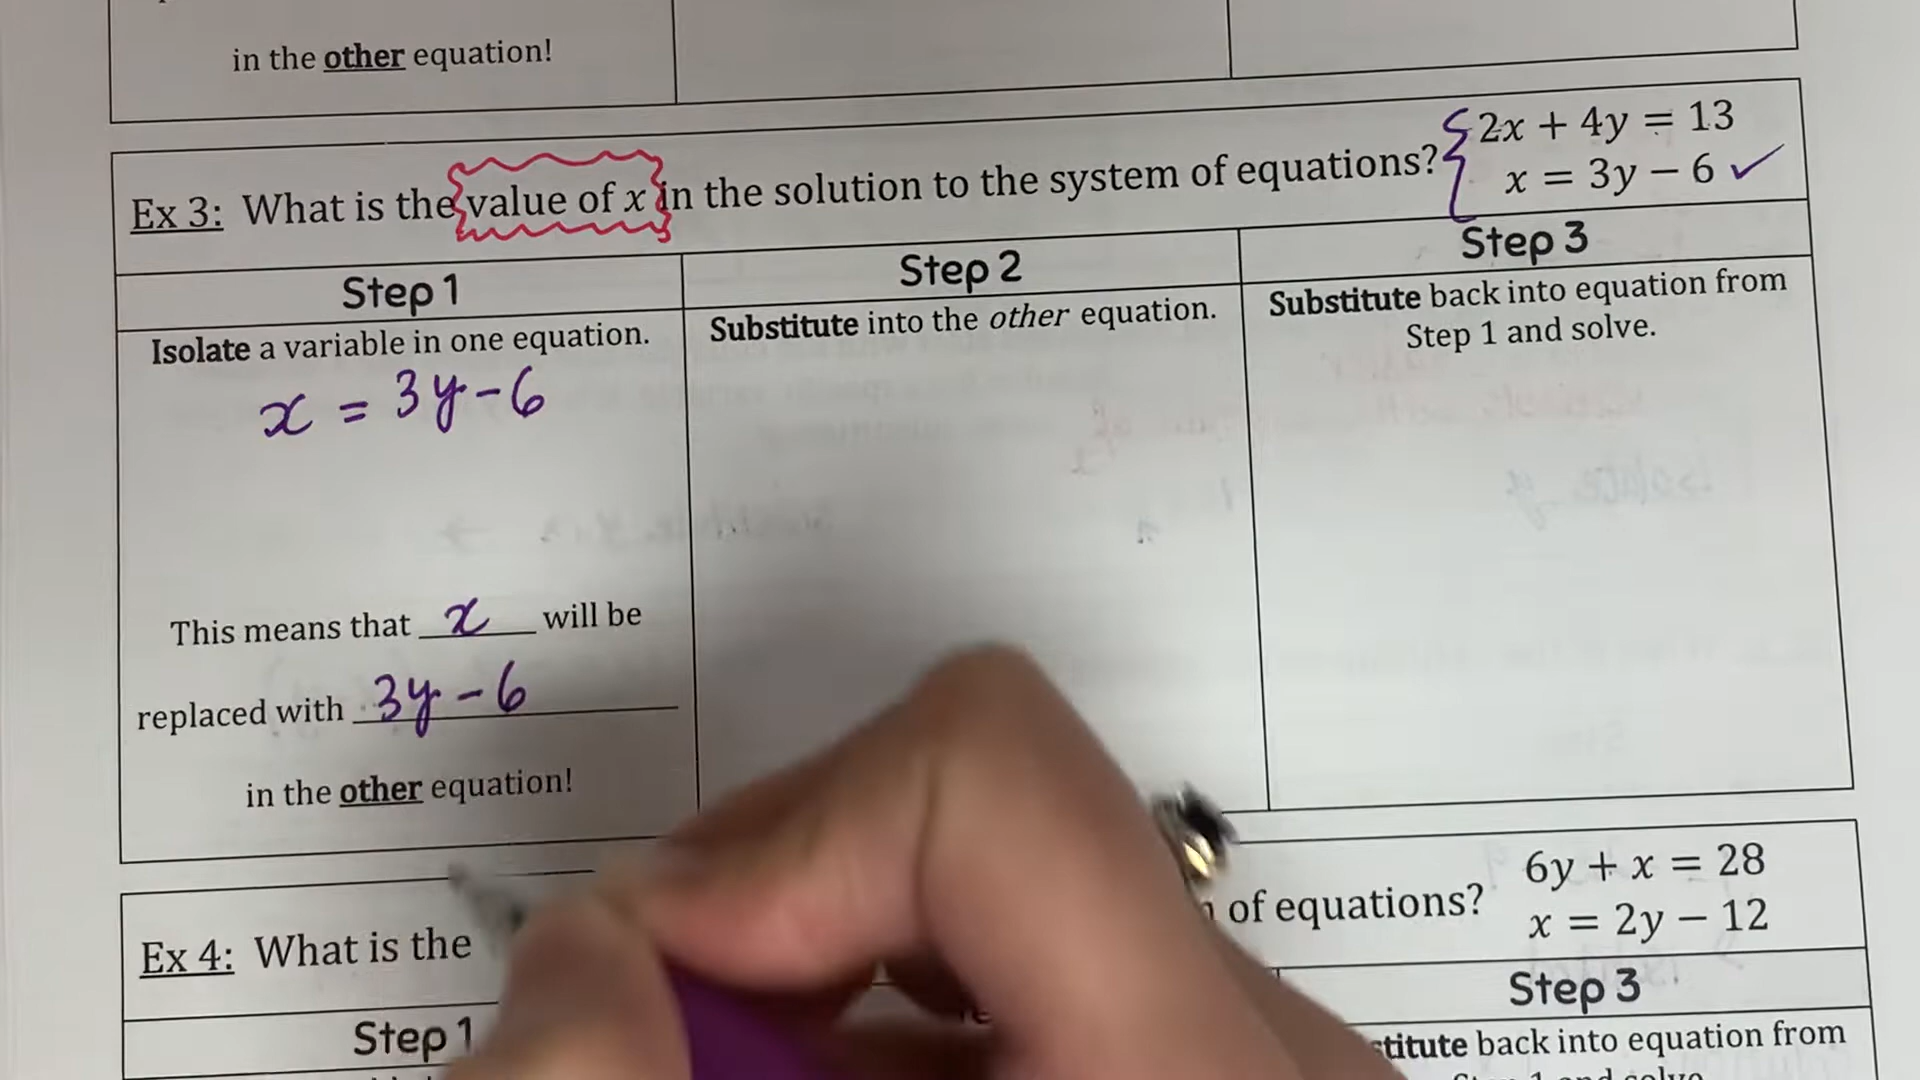 in the other equation!
Ex 3: What is the value of x in the solution to the system of equations?
2x + 4y = 13
x = 3y − 6 ✓
Step 1
Step 2
Step 3
Isolate a variable in one equation.
x = 3y - 6
This means that x will be
replaced with 3y - 6
in the other equation!
Substitute into the other equation.
Substitute back into equation from
Step 1 and solve.
Ex 4: What is the
of equations?
6y + x = 28
x = 2y − 12
Step 1
Step 3
back into equation from